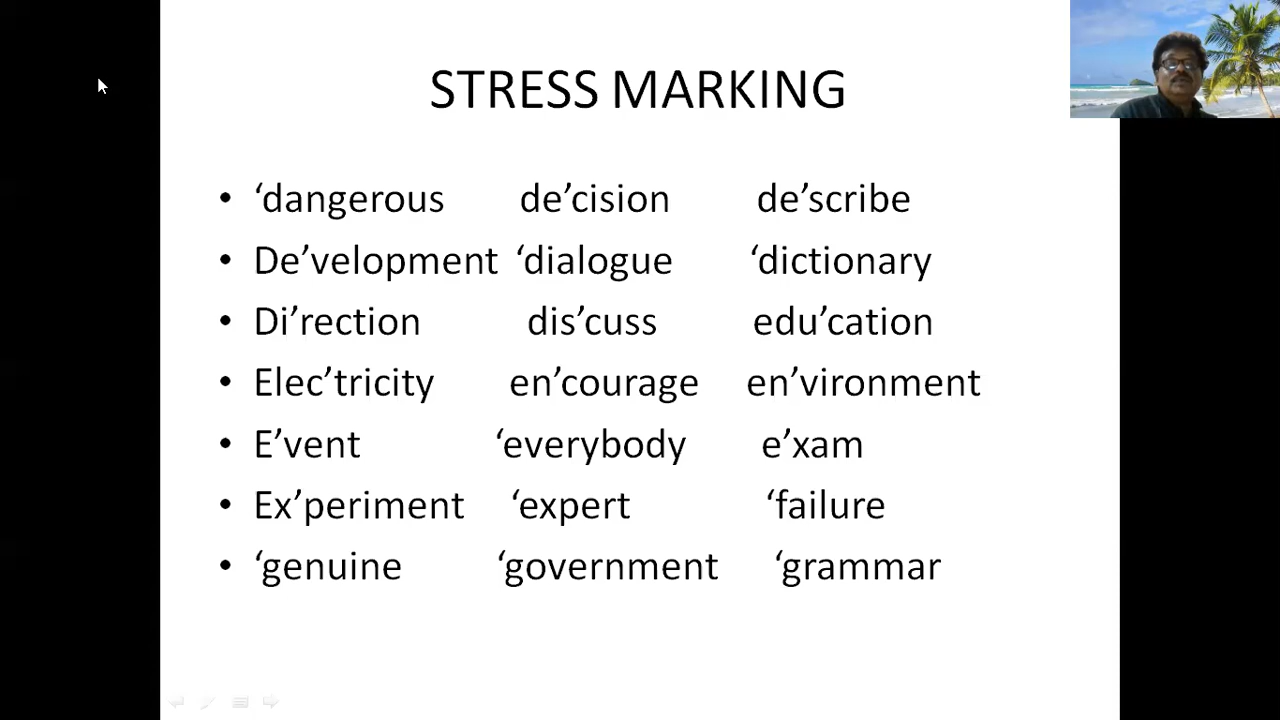 STRESS MARKING
• ‘dangerous de’cision de’scribe
• De’velopment ‘dialogue ‘dictionary
• Di’rection dis’cuss edu’cation
• Elec’tricity en’courage en’vironment
• E’vent ‘everybody e’xam
• Ex’periment ‘expert ‘failure
• ‘genuine ‘government ‘grammar